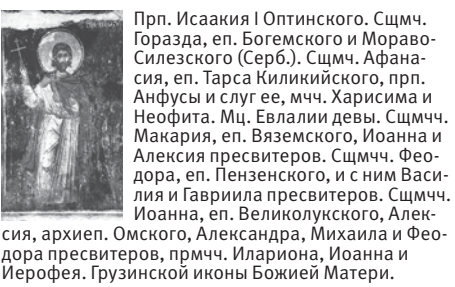 Прп. Исаакия I Оптинского. Сщмч.
Горазда, еп. Богемского и Мораво-
Силезского (Серб.). Сщмч. Афана-
сия, еп. Тарса Киликийского, прп.
Анфусы и слуг ее, мчч. Харисима и
Неофита. Мц. Евлалии девы. Сщмчч.
Макария, еп. Вяземского, Иоанна и
Алексия пресвитеров. Сщмчч. Фео-
дора, еп. Пензенского, и с ним Васи-
лия и Гавриила пресвитеров. Сщмчч.
Иоанна, еп. Великолукского, Алек-
сия, архиеп. Омского, Александра, Михаила и Фео-
дора пресвитеров, прмчч. Илариона, Иоанна и
Иерофея. Грузинской иконы Божией Матери.